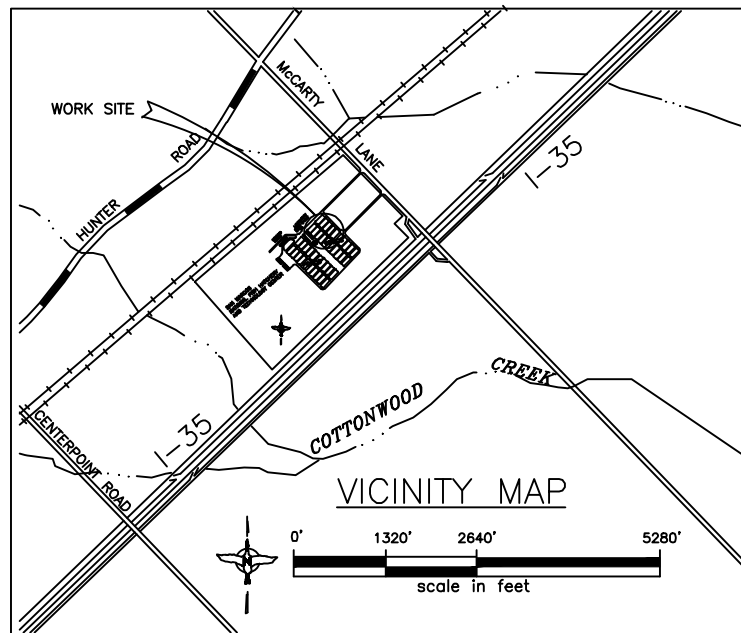 McCARTY
LANE
WORK SITE
HUNTER
ROAD
I-35
I-35
CENTERPOINT ROAD
COTTONWOOD
CREEK
VICINITY MAP
N
0'
1320'
2640'
5280'
scale in feet